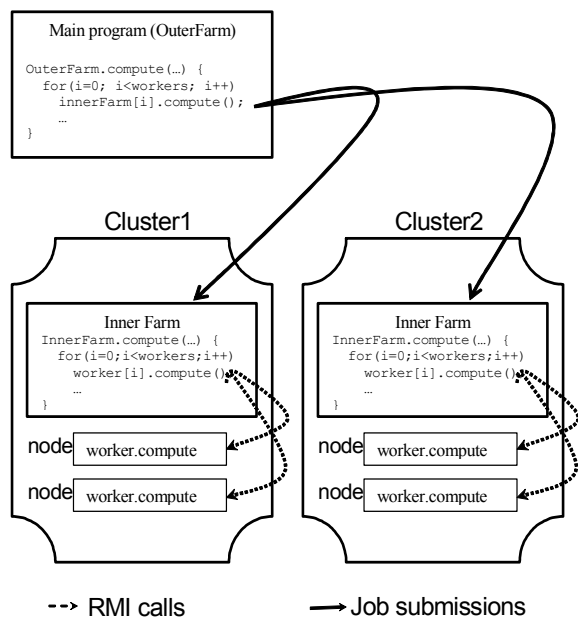 Main program (OuterFarm)
OuterFarm.compute(…) {
for(i=0; i<workers; i++)
innerFarm[i].compute();
…
}
Cluster1
Cluster2
Inner Farm
InnerFarm.compute(…) {
for(i=0;i<workers;i++)
worker[i].compute()
…
}
node worker.compute
node worker.compute
Inner Farm
InnerFarm.compute(…) {
for(i=0;i<workers;i++)
worker[i].compute()
…
}
node worker.compute
node worker.compute
RMI calls
Job submissions